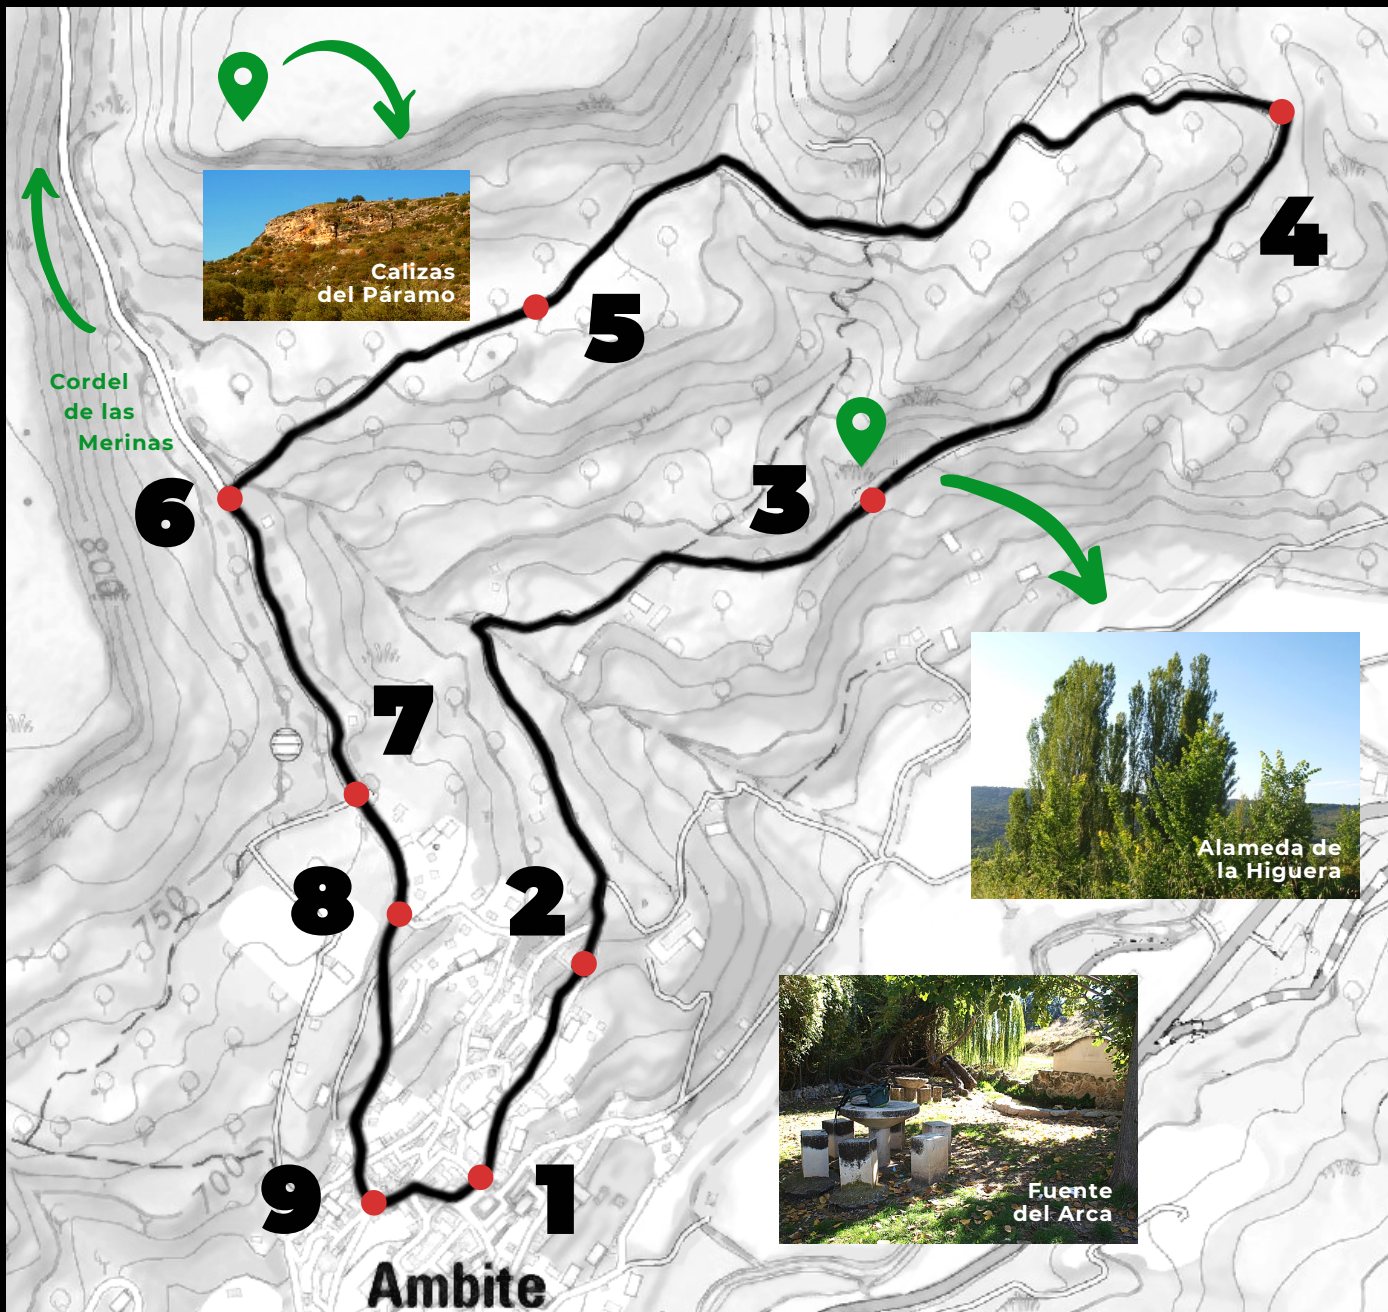 Calizas
del Páramo
4
5
Cordel
de las
Merinas
3
6
800
7
Alameda de
la Higuera
8
2
750
Fuente
del Arca
9
1
700
Ambite